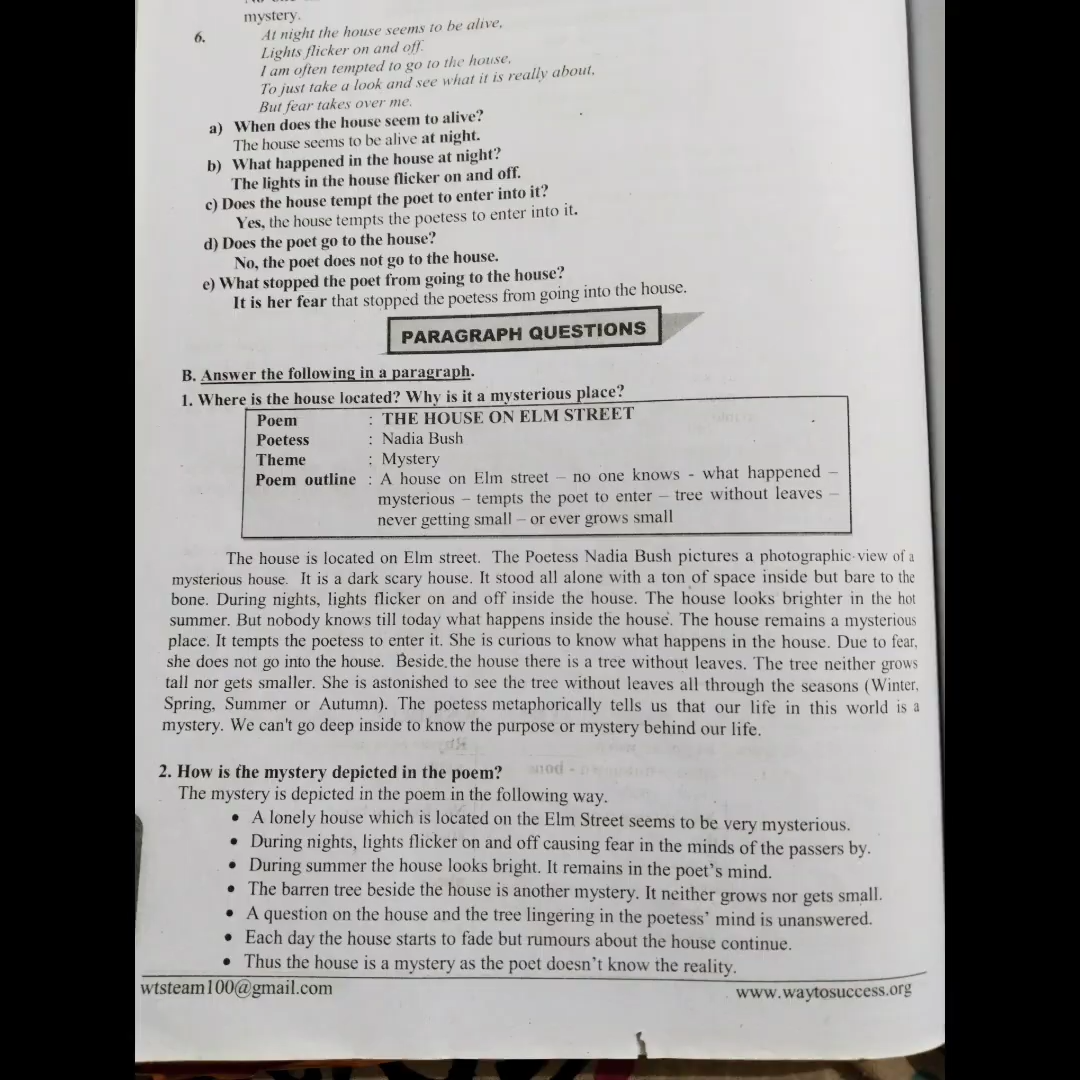 mystery.
6. At night the house seems to be alive,
Lights flicker on and off.
I am often tempted to go to the house,
To just take a look and see what it is really about,
But fear takes over me.
a) When does the house seem to alive?
The house seems to be alive at night.
b) What happened in the house at night?
The lights in the house flicker on and off.
c) Does the house tempt the poet to enter into it?
Yes, the house tempts the poetess to enter into it.
d) Does the poet go to the house?
No, the poet does not go to the house.
e) What stopped the poet from going to the house?
It is her fear that stopped the poetess from going into the house.
PARAGRAPH QUESTIONS
B. Answer the following in a paragraph.
1. Where is the house located? Why is it a mysterious place?
Poem : THE HOUSE ON ELM STREET
Poetess : Nadia Bush
Theme : Mystery
Poem outline : A house on Elm street – no one knows - what happened –
mysterious – tempts the poet to enter – tree without leaves –
never getting small – or ever grows small
The house is located on Elm street. The Poetess Nadia Bush pictures a photographic view of a
mysterious house. It is a dark scary house. It stood all alone with a ton of space inside but bare to the
bone. During nights, lights flicker on and off inside the house. The house looks brighter in the hot
summer. But nobody knows till today what happens inside the house. The house remains a mysterious
place. It tempts the poetess to enter it. She is curious to know what happens in the house. Due to fear,
she does not go into the house. Beside the house there is a tree without leaves. The tree neither grows
tall nor gets smaller. She is astonished to see the tree without leaves all through the seasons (Winter,
Spring, Summer or Autumn). The poetess metaphorically tells us that our life in this world is a
mystery. We can't go deep inside to know the purpose or mystery behind our life.
2. How is the mystery depicted in the poem?
The mystery is depicted in the poem in the following way.
• A lonely house which is located on the Elm Street seems to be very mysterious.
• During nights, lights flicker on and off causing fear in the minds of the passers by.
• During summer the house looks bright. It remains in the poet's mind.
• The barren tree beside the house is another mystery. It neither grows nor gets small.
• A question on the house and the tree lingering in the poetess' mind is unanswered.
• Each day the house starts to fade but rumours about the house continue.
• Thus the house is a mystery as the poet doesn't know the reality.
wtsteam100@gmail.com www.waytosuccess.org